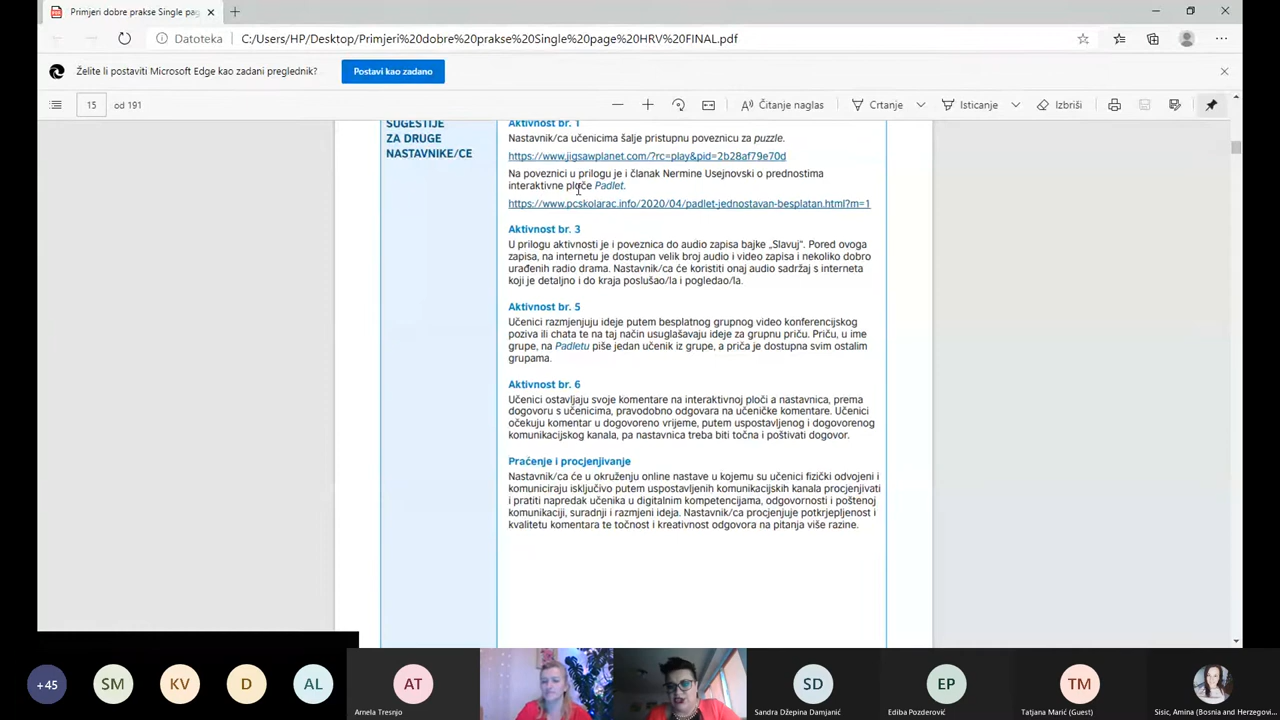 Primjeri dobre prakse Single pag
Datoteka
C:/Users/HP/Desktop/Primjeri%20dobre%20prakse%20Single%20page%20HRV%20FINAL.pdf
Želite li postaviti Microsoft Edge kao zadani preglednik?
Postavi kao zadano
15
od 191
Čitanje naglas
Crtanje
Isticanje
Izbriši
SUGESTIJE
ZA DRUGE
NASTAVNIKE/CE
Aktivnost br. 1
Nastavnik/ca učenicima šalje pristupnu poveznicu za puzzle.
https://www.jigsawplanet.com/?rc=play&pid=2b28af79e70d
Na poveznici u prilogu je i članak Nermine Usejnovski o prednostima
interaktivne ploče Padlet.
https://www.pcskolarac.info/2020/04/padlet-jednostavan-besplatan.html?m=1
Aktivnost br. 3
U prilogu aktivnosti je i poveznica do audio zapisa bajke „Slavuj". Pored ovoga
zapisa, na internetu je dostupan velik broj audio i video zapisa i nekoliko dobro
urađenih radio drama. Nastavnik/ca će koristiti onaj audio sadržaj s interneta
koji je detaljno i do kraja poslušao/la i pogledao/la.
Aktivnost br. 5
Učenici razmjenjuju ideje putem besplatnog grupnog video konferencijskog
poziva ili chata te na taj način usuglašavaju ideje za grupnu priču. Priču, u ime
grupe, na Padletu piše jedan učenik iz grupe, a priča je dostupna svim ostalim
grupama.
Aktivnost br. 6
Učenici ostavljaju svoje komentare na interaktivnoj ploči a nastavnica, prema
dogovoru s učenicima, pravodobno odgovara na učeničke komentare. Učenici
očekuju komentar u dogovoreno vrijeme, putem uspostavljenog i dogovorenog
komunikacijskog kanala, pa nastavnica treba biti točna i poštivati dogovor.
Praćenje i procjenjivanje
Nastavnik/ca će u okruženju online nastave u kojemu su učenici fizički odvojeni i
komuniciraju isključivo putem uspostavljenih komunikacijskih kanala procjenjivati
i pratiti napredak učenika u digitalnim kompetencijama, odgovornosti i poštenoj
komunikaciji, suradnji i razmjeni ideja. Nastavnik/ca procjenjuje potkrjepljenost i
kvalitetu komentara te točnost i kreativnost odgovora na pitanja više razine.
+45
SM
KV
D
AL
AT
Arnela Tresnjo
SD
Sandra Džepina Damjanić
EP
Ediba Pozderović
TM
Tatjana Marić (Guest)
Sisic, Amina (Bosnia and Herzegovi...